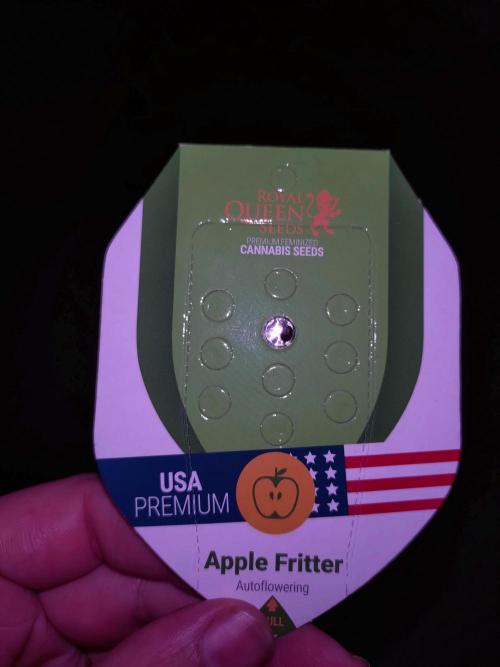 ROYAL
QUEEN
SEEDS
PREMIUM FEMINIZED
CANNABIS SEEDS
USA
PREMIUM
Apple Fritter
Autoflowering